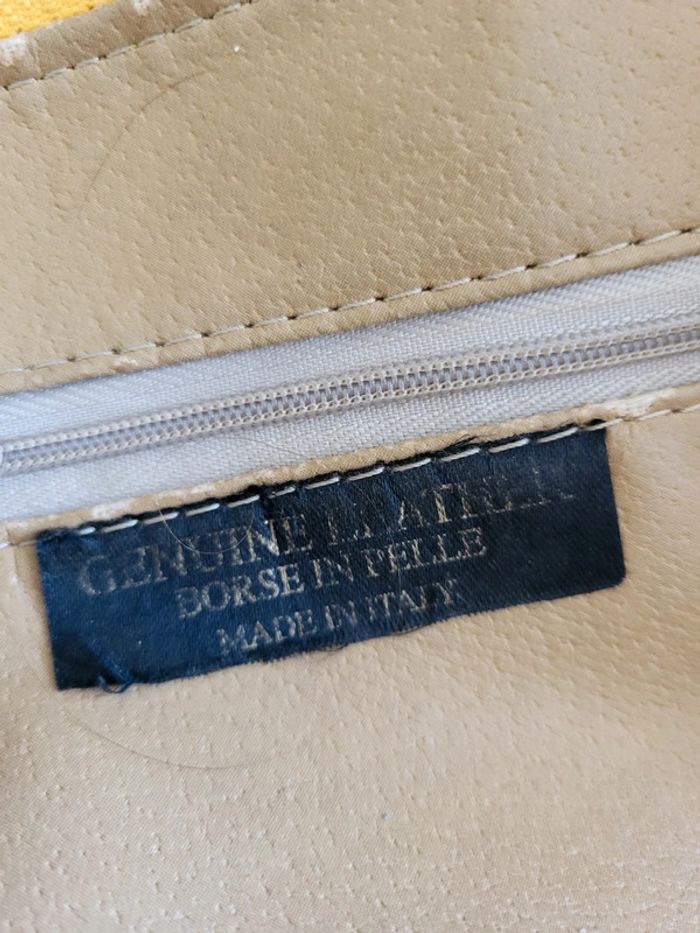 GENUINE LEATHER
BORSE IN PELLE
MADE IN ITALY